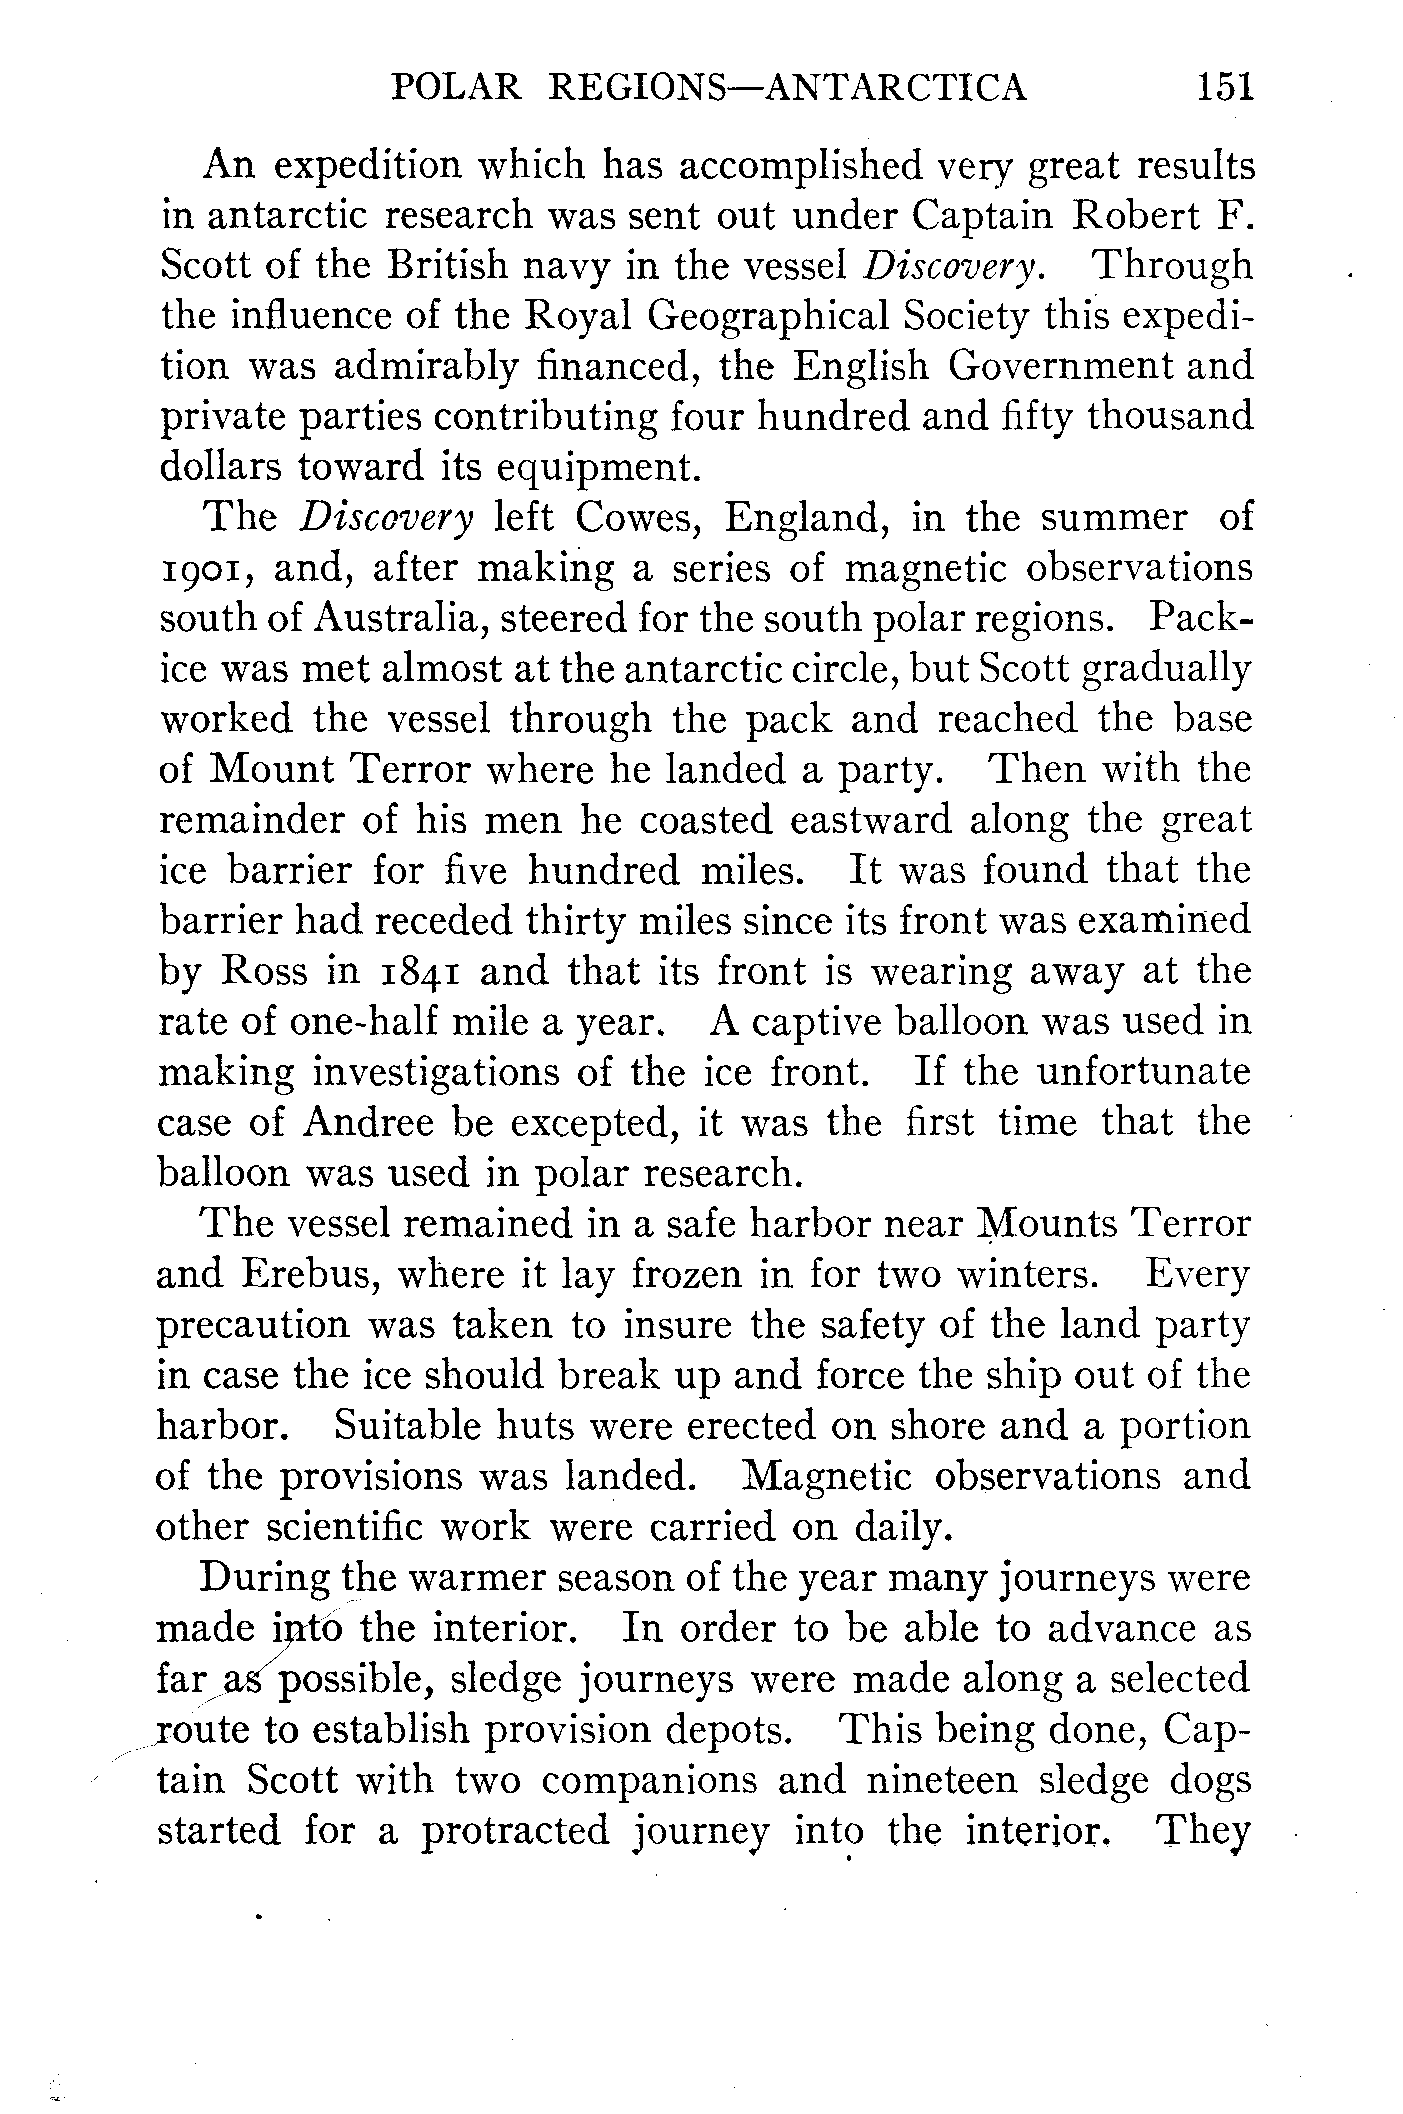 POLAR REGIONS—ANTARCTICA 151
An expedition which has accomplished very great results
in antarctic research was sent out under Captain Robert F.
Scott of the British navy in the vessel Discovery. Through
the influence of the Royal Geographical Society this expedi-
tion was admirably financed, the English Government and
private parties contributing four hundred and fifty thousand
dollars toward its equipment.
The Discovery left Cowes, England, in the summer of
1901, and, after making a series of magnetic observations
south of Australia, steered for the south polar regions. Pack-
ice was met almost at the antarctic circle, but Scott gradually
worked the vessel through the pack and reached the base
of Mount Terror where he landed a party. Then with the
remainder of his men he coasted eastward along the great
ice barrier for five hundred miles. It was found that the
barrier had receded thirty miles since its front was examined
by Ross in 1841 and that its front is wearing away at the
rate of one-half mile a year. A captive balloon was used in
making investigations of the ice front. If the unfortunate
case of Andree be excepted, it was the first time that the
balloon was used in polar research.
The vessel remained in a safe harbor near Mounts Terror
and Erebus, where it lay frozen in for two winters. Every
precaution was taken to insure the safety of the land party
in case the ice should break up and force the ship out of the
harbor. Suitable huts were erected on shore and a portion
of the provisions was landed. Magnetic observations and
other scientific work were carried on daily.
During the warmer season of the year many journeys were
made into the interior. In order to be able to advance as
far as possible, sledge journeys were made along a selected
route to establish provision depots. This being done, Cap-
tain Scott with two companions and nineteen sledge dogs
started for a protracted journey into the interior. They